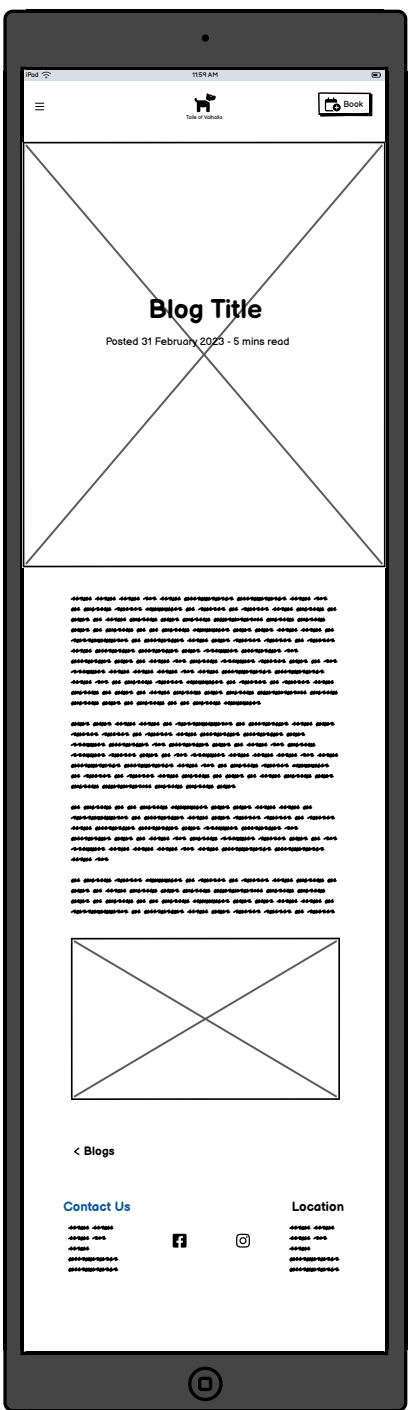 iPad
11:59 AM
Tails of Valhalla
Book
Blog Title
Posted 31 February 2023 - 5 mins read
< Blogs
Contact Us
Location